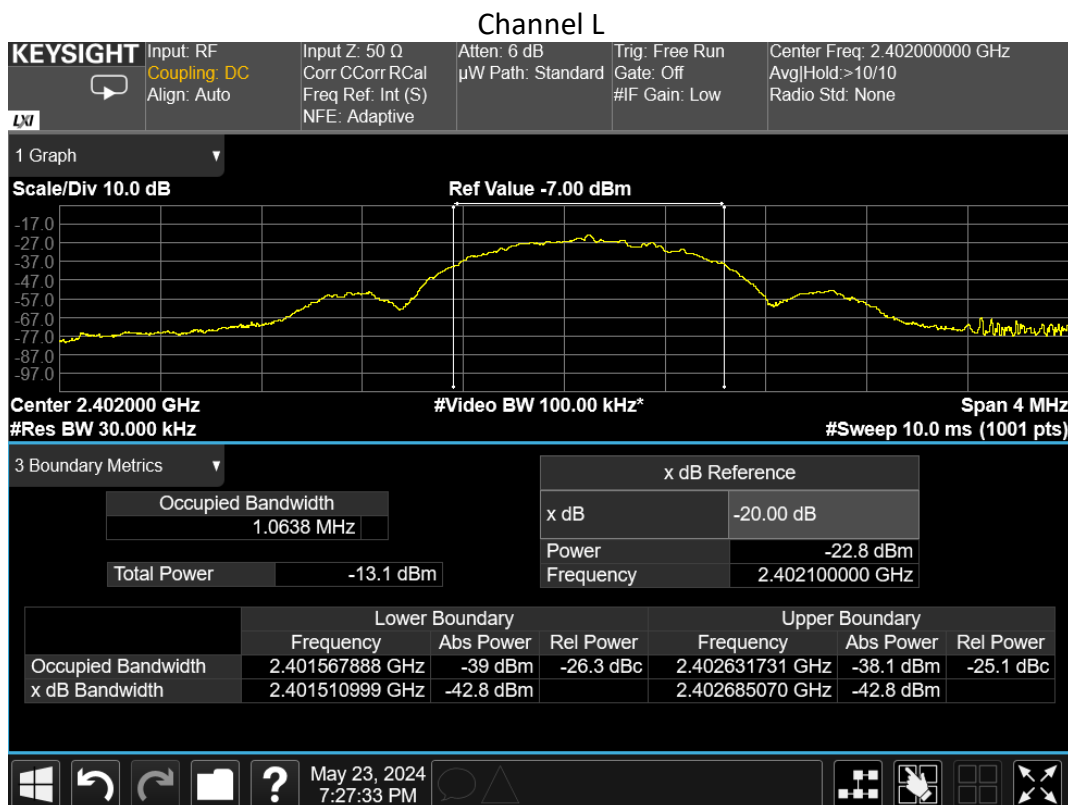 Channel L
KEYSIGHT Input: RF Input Z: 50 Ω Atten: 6 dB Trig: Free Run Center Freq: 2.402000000 GHz
Coupling: DC Corr CCorr RCal µW Path: Standard Gate: Off Avg|Hold:>10/10
Align: Auto Freq Ref: Int (S) #IF Gain: Low Radio Std: None
LXI NFE: Adaptive
1 Graph
Scale/Div 10.0 dB Ref Value -7.00 dBm
-17.0
-27.0
-37.0
-47.0
-57.0
-67.0
-77.0
-87.0
-97.0
Center 2.402000 GHz #Video BW 100.00 kHz* Span 4 MHz
#Res BW 30.000 kHz #Sweep 10.0 ms (1001 pts)
3 Boundary Metrics
x dB Reference
Occupied Bandwidth
1.0638 MHz
x dB -20.00 dB
Power -22.8 dBm
Total Power -13.1 dBm
Frequency 2.402100000 GHz
Lower Boundary Upper Boundary
Frequency Abs Power Rel Power Frequency Abs Power Rel Power
Occupied Bandwidth 2.401567888 GHz -39 dBm -26.3 dBc 2.402631731 GHz -38.1 dBm -25.1 dBc
x dB Bandwidth 2.401510999 GHz -42.8 dBm 2.402685070 GHz -42.8 dBm
? May 23, 2024
7:27:33 PM